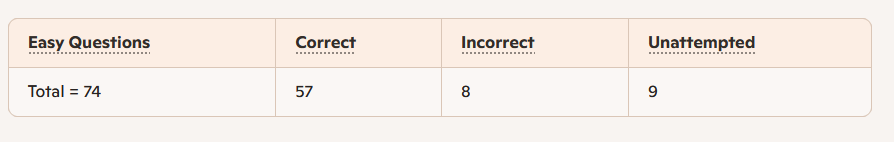 Easy Questions Correct Incorrect Unattempted
Total = 74 57 8 9